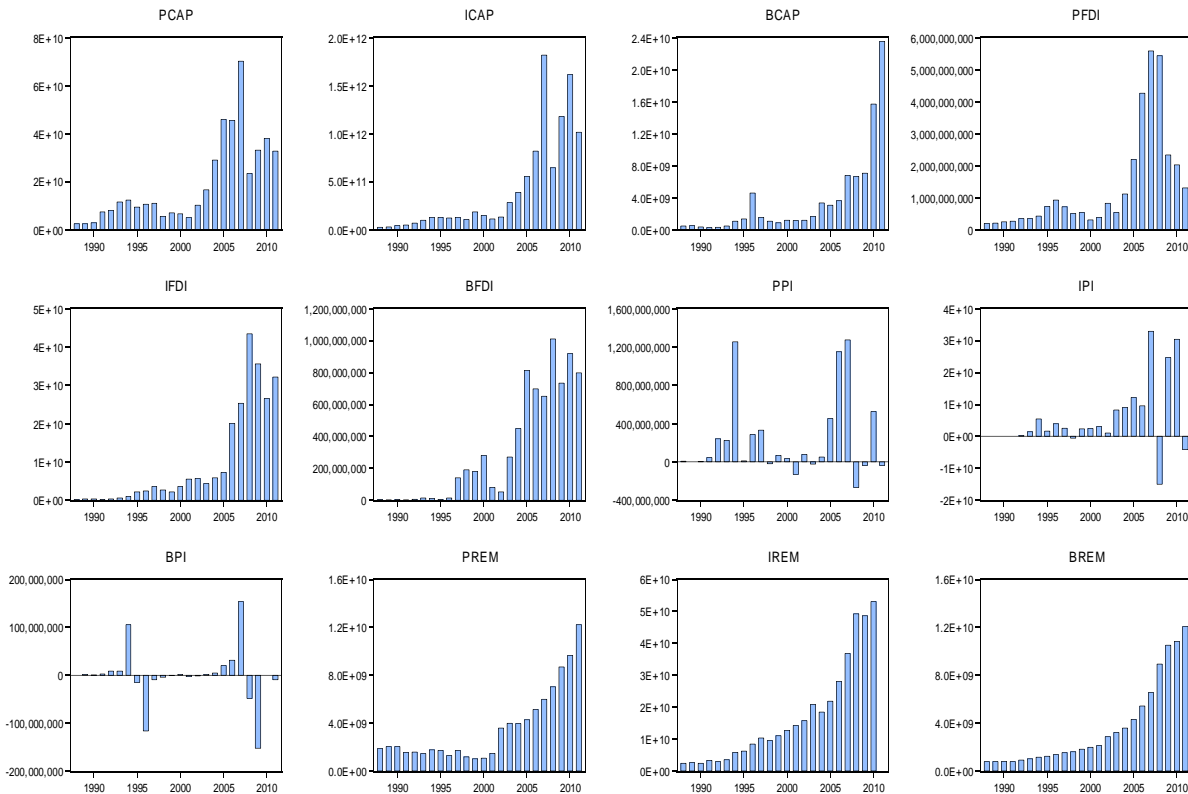 PCAP
8E+10
6E+10
4E+10
2E+10
0E+00
1990 1995 2000 2005 2010
ICAP
2.0E+12
1.5E+12
1.0E+12
5.0E+11
0.0E+00
1990 1995 2000 2005 2010
BCAP
2.4E+10
2.0E+10
1.6E+10
1.2E+10
8.0E+09
4.0E+09
0.0E+00
1990 1995 2000 2005 2010
PFDI
6,000,000,000
5,000,000,000
4,000,000,000
3,000,000,000
2,000,000,000
1,000,000,000
0
1990 1995 2000 2005 2010
IFDI
5E+10
4E+10
3E+10
2E+10
1E+10
0E+00
1990 1995 2000 2005 2010
BFDI
1,200,000,000
1,000,000,000
800,000,000
600,000,000
400,000,000
200,000,000
0
1990 1995 2000 2005 2010
PPI
1,600,000,000
1,200,000,000
800,000,000
400,000,000
0
-400,000,000
1990 1995 2000 2005 2010
IPI
4E+10
3E+10
2E+10
1E+10
0E+00
-1E+10
-2E+10
1990 1995 2000 2005 2010
BPI
200,000,000
100,000,000
0
-100,000,000
-200,000,000
1990 1995 2000 2005 2010
PREM
1.6E+10
1.2E+10
8.0E+09
4.0E+09
0.0E+00
1990 1995 2000 2005 2010
IREM
6E+10
5E+10
4E+10
3E+10
2E+10
1E+10
0E+00
1990 1995 2000 2005 2010
BREM
1.6E+10
1.2E+10
8.0E+09
4.0E+09
0.0E+00
1990 1995 2000 2005 2010